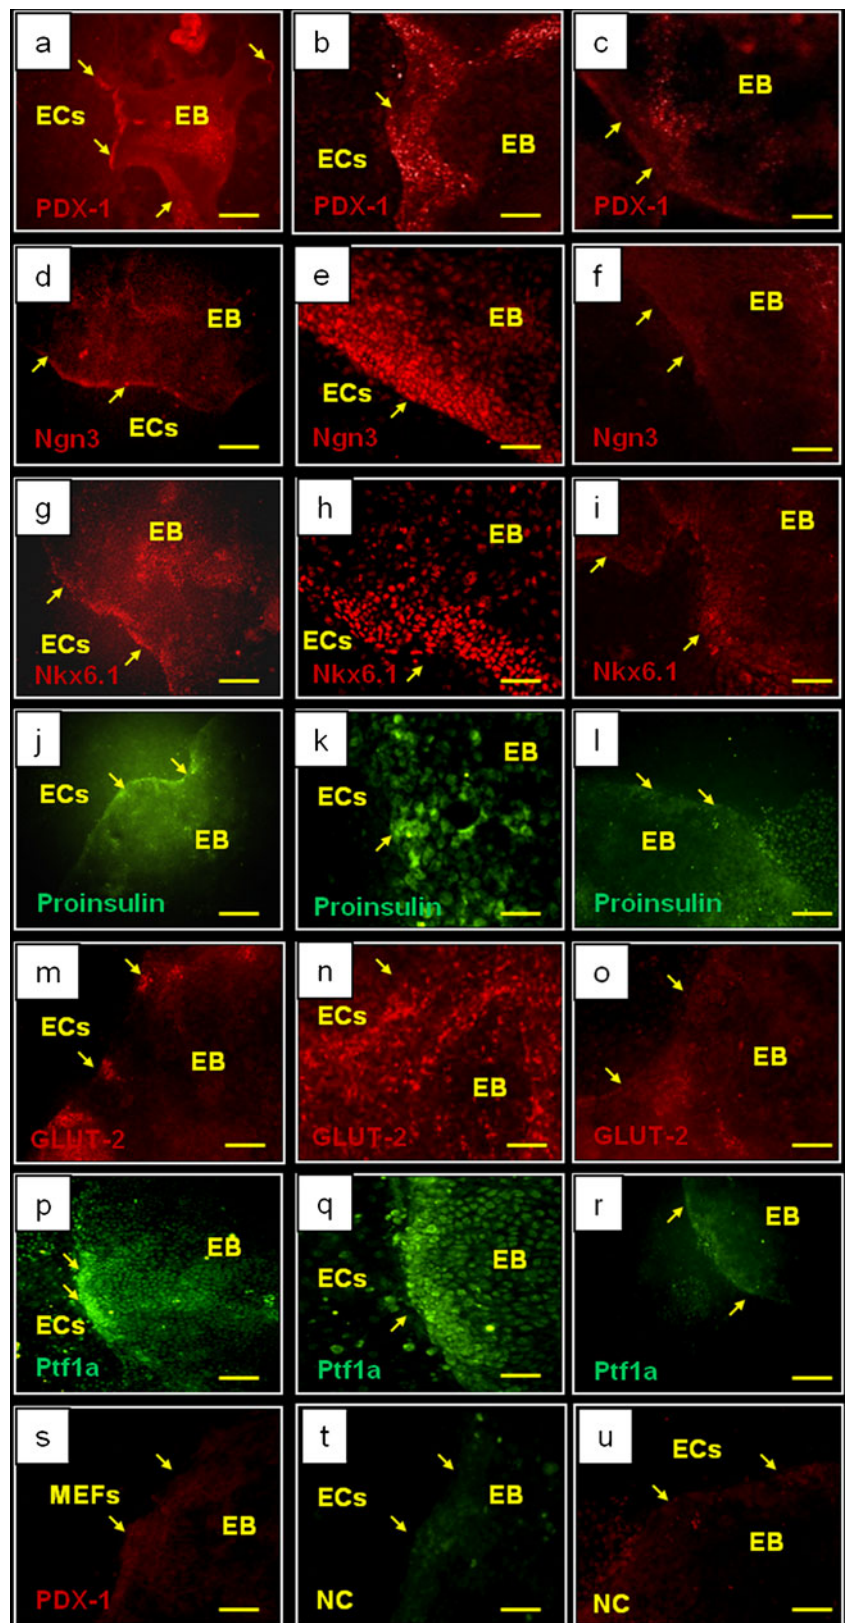 a
ECs
EB
PDX-1
b
ECs
EB
PDX-1
c
EB
PDX-1
d
EB
ECs
Ngn3
e
EB
ECs
Ngn3
f
EB
Ngn3
g
EB
ECs
Nkx6.1
h
EB
ECs
Nkx6.1
i
EB
Nkx6.1
j
ECs
EB
Proinsulin
k
EB
ECs
Proinsulin
l
EB
Proinsulin
m
ECs
EB
GLUT-2
n
ECs
EB
GLUT-2
o
EB
GLUT-2
p
EB
ECs
Ptf1a
q
EB
ECs
Ptf1a
r
EB
Ptf1a
s
MEFs
EB
PDX-1
t
ECs
EB
NC
u
ECs
EB
NC